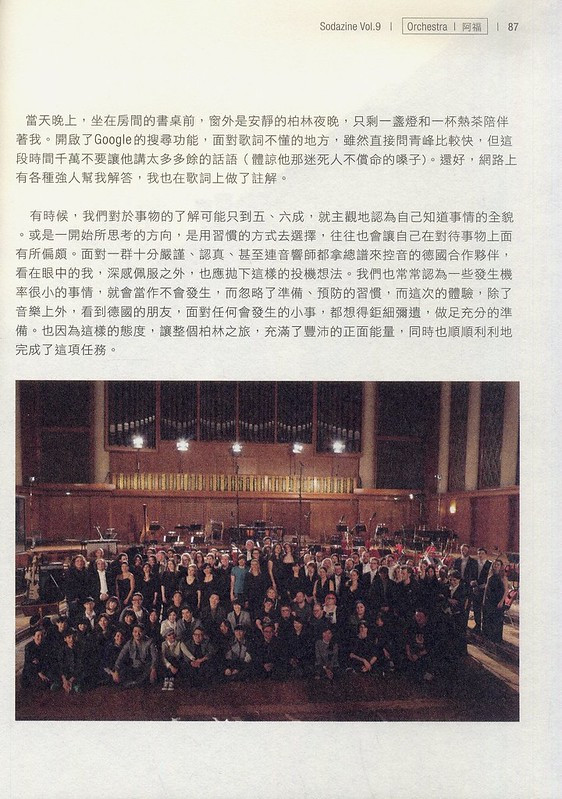 Sodazine Vol.9 | Orchestra | 阿福 | 87
當天晚上，坐在房間的書桌前，窗外是安靜的柏林夜晚，只剩一盞燈和一杯熱茶陪伴
著我。開啟了Google的搜尋功能，面對歌詞不懂的地方，雖然直接問青峰比較快，但這
段時間千萬不要讓他講太多多餘的話語（體諒他那迷死人不償命的嗓子）。還好，網路上
有各種強人幫我解答，我也在歌詞上做了註解。
有時候，我們對於事物的了解可能只到五、六成，就主觀地認為自己知道事情的全貌
。或是一開始所思考的方向，是用習慣的方式去選擇，往往也會讓自己在對待事物上面
有所偏頗。面對一群十分嚴謹、認真、甚至連音響師都拿總譜來控音的德國合作夥伴，
看在眼中的我，深感佩服之外，也應拋下這樣的投機想法。我們也常常認為一些發生機
率很小的事情，就會當作不會發生，而忽略了準備、預防的習慣，而這次的體驗，除了
音樂上外，看到德國的朋友，面對任何會發生的小事，都想得鉅細彌遺，做足充分的準
備。也因為這樣的態度，讓整個柏林之旅，充滿了豐沛的正面能量，同時也順順利利地
完成了這項任務。